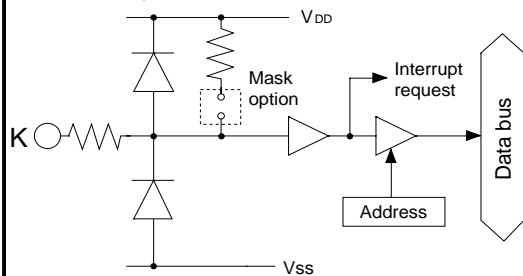 VDD
Mask
option
Interrupt
request
K
Data bus
Address
Vss